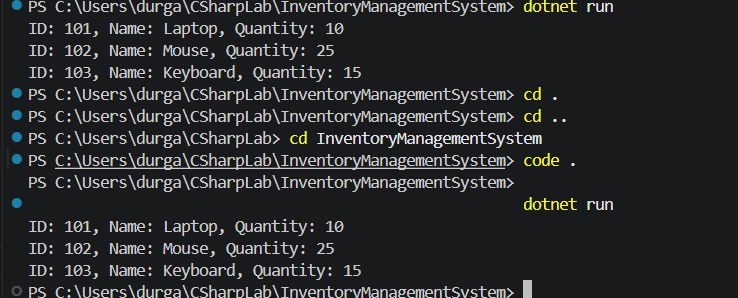 PS C:\Users\durga\CSharpLab\InventoryManagementSystem> dotnet run
ID: 101, Name: Laptop, Quantity: 10
ID: 102, Name: Mouse, Quantity: 25
ID: 103, Name: Keyboard, Quantity: 15
PS C:\Users\durga\CSharpLab\InventoryManagementSystem> cd .
PS C:\Users\durga\CSharpLab\InventoryManagementSystem> cd ..
PS C:\Users\durga\CSharpLab> cd InventoryManagementSystem
PS C:\Users\durga\CSharpLab\InventoryManagementSystem> code .
PS C:\Users\durga\CSharpLab\InventoryManagementSystem>
dotnet run
ID: 101, Name: Laptop, Quantity: 10
ID: 102, Name: Mouse, Quantity: 25
ID: 103, Name: Keyboard, Quantity: 15
PS C:\Users\durga\CSharpLab\InventoryManagementSystem>